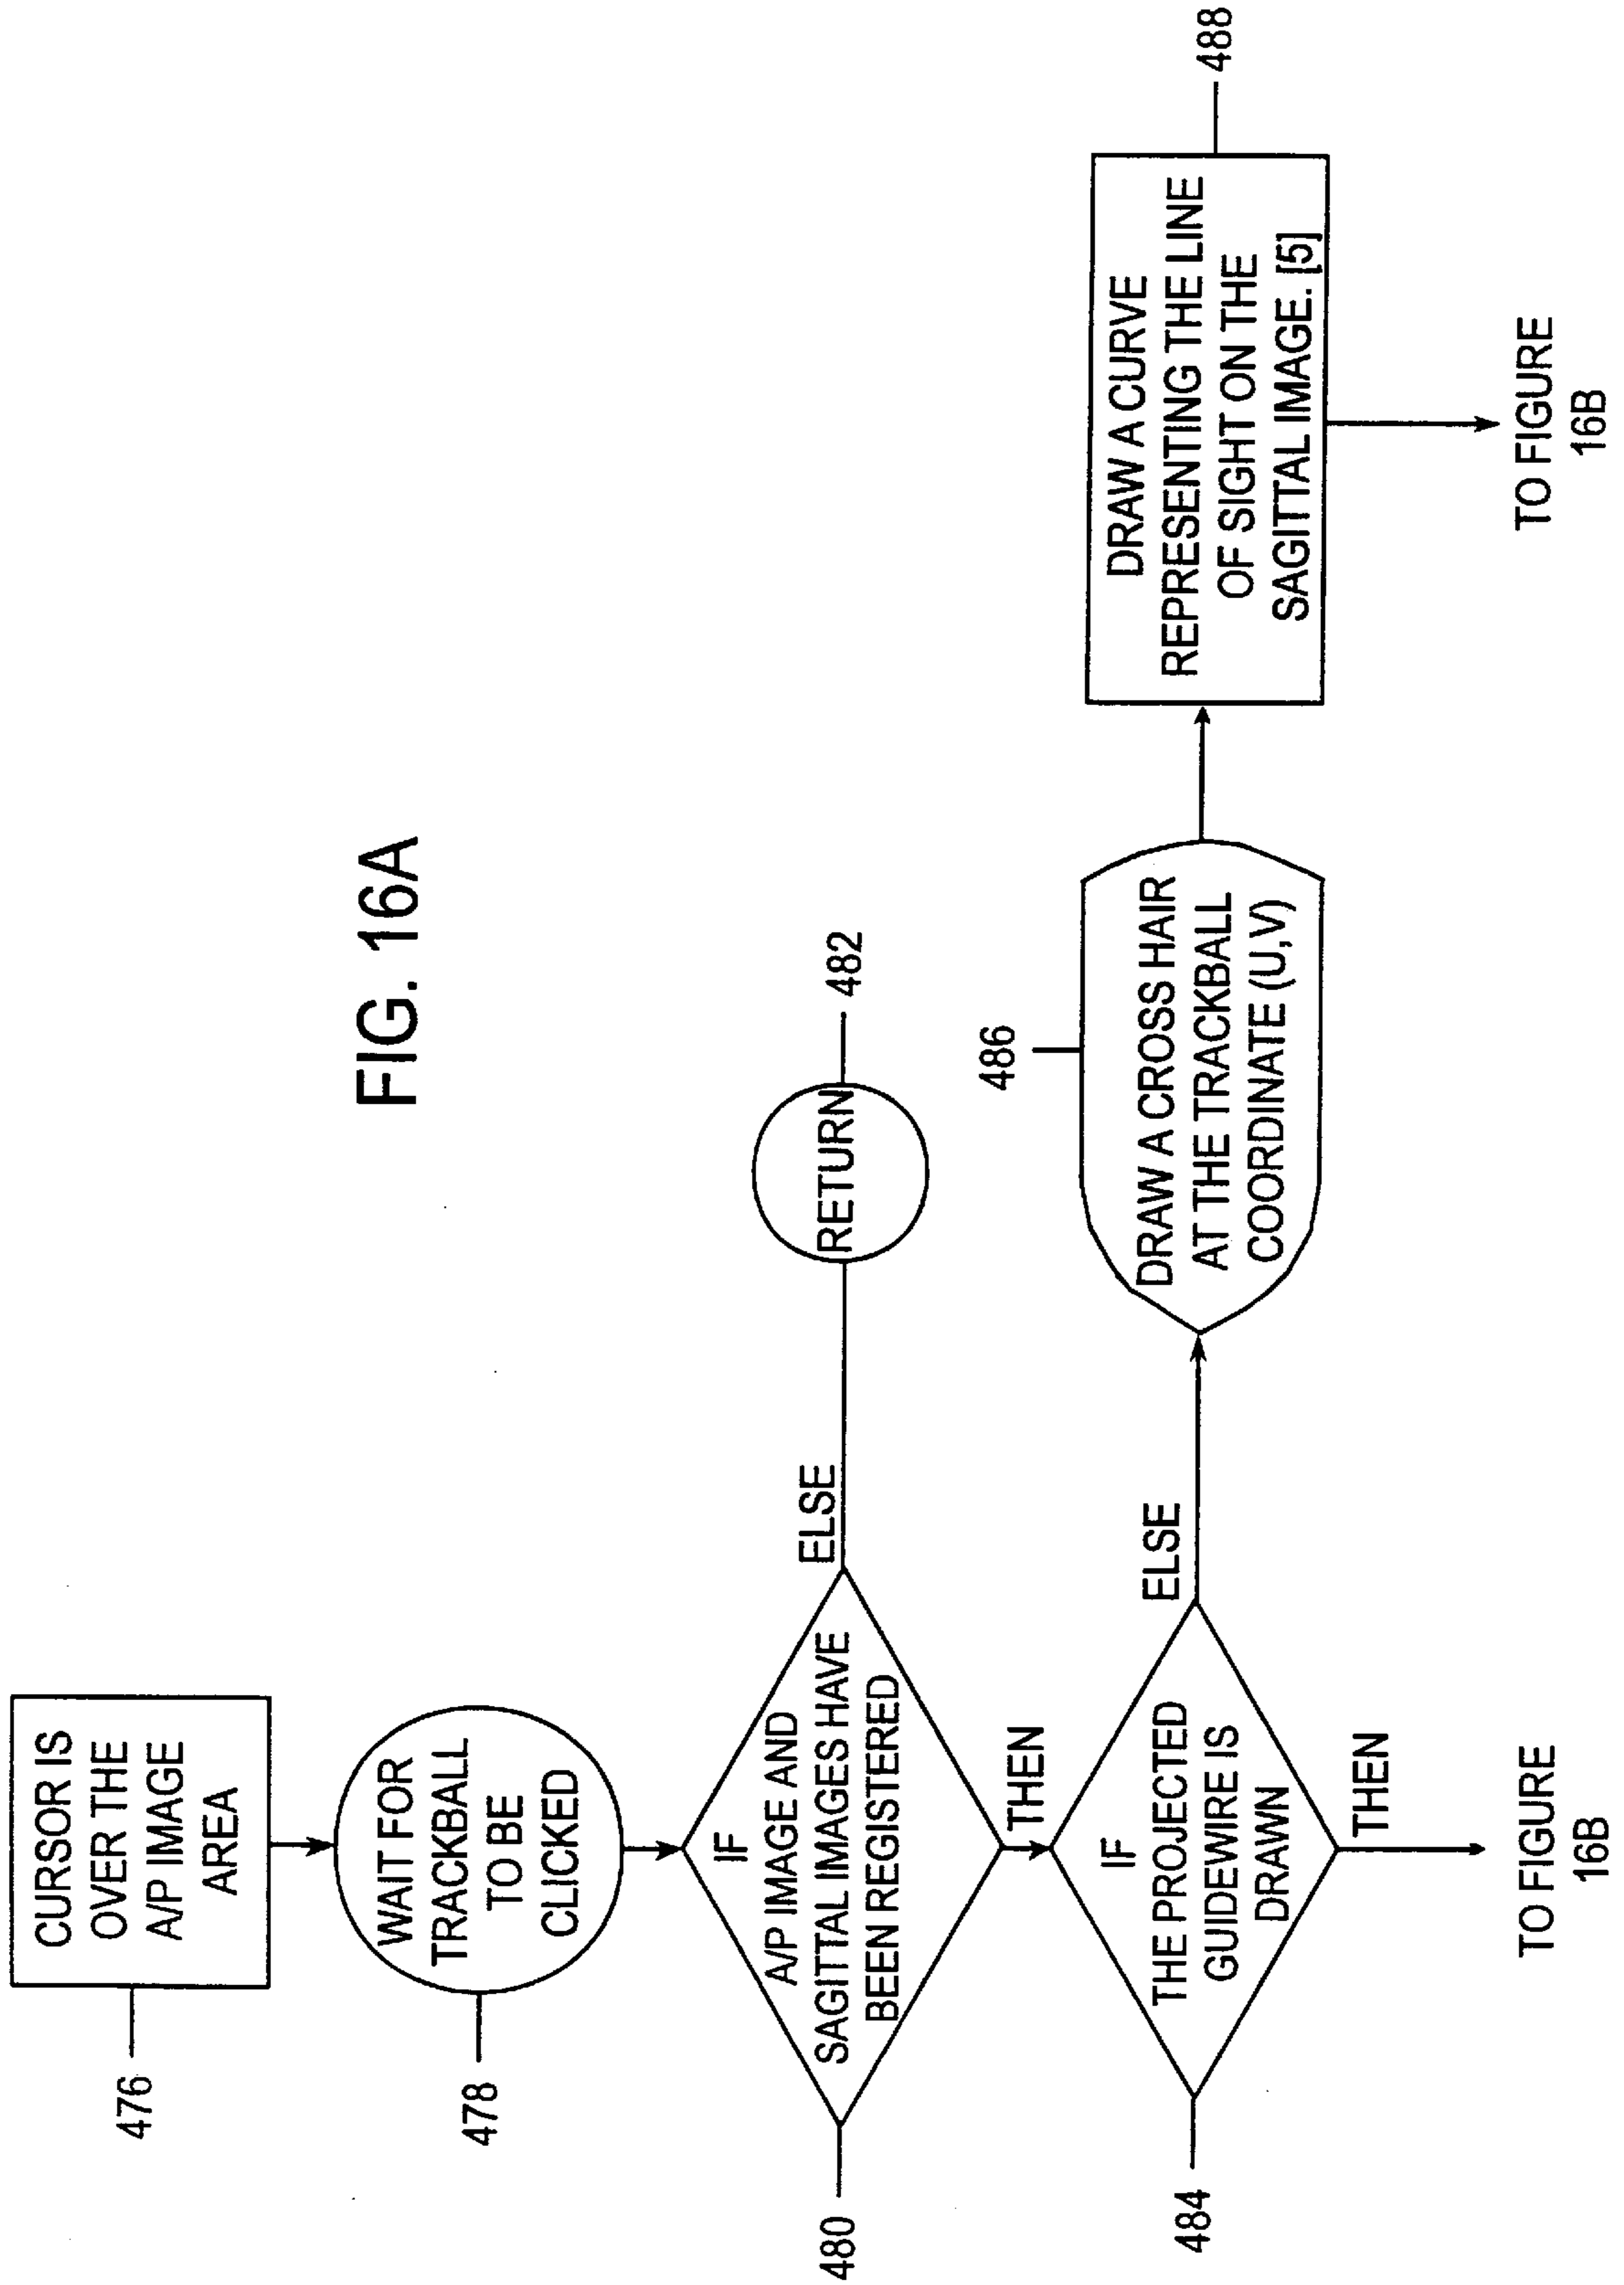 FIG. 16A
CURSOR IS
OVER THE
A/P IMAGE
AREA
476
WAIT FOR
TRACKBALL
TO BE
CLICKED
478
IF
A/P IMAGE AND
SAGITTAL IMAGES HAVE
BEEN REGISTERED
480
ELSE
RETURN
482
THEN
IF
THE PROJECTED
GUIDEWIRE IS
DRAWN
484
ELSE
486
DRAW A CROSS HAIR
AT THE TRACKBALL
COORDINATE (U,V)
DRAW A CURVE
REPRESENTING THE LINE
OF SIGHT ON THE
SAGITTAL IMAGE. [5]
488
THEN
TO FIGURE
16B
TO FIGURE
16B